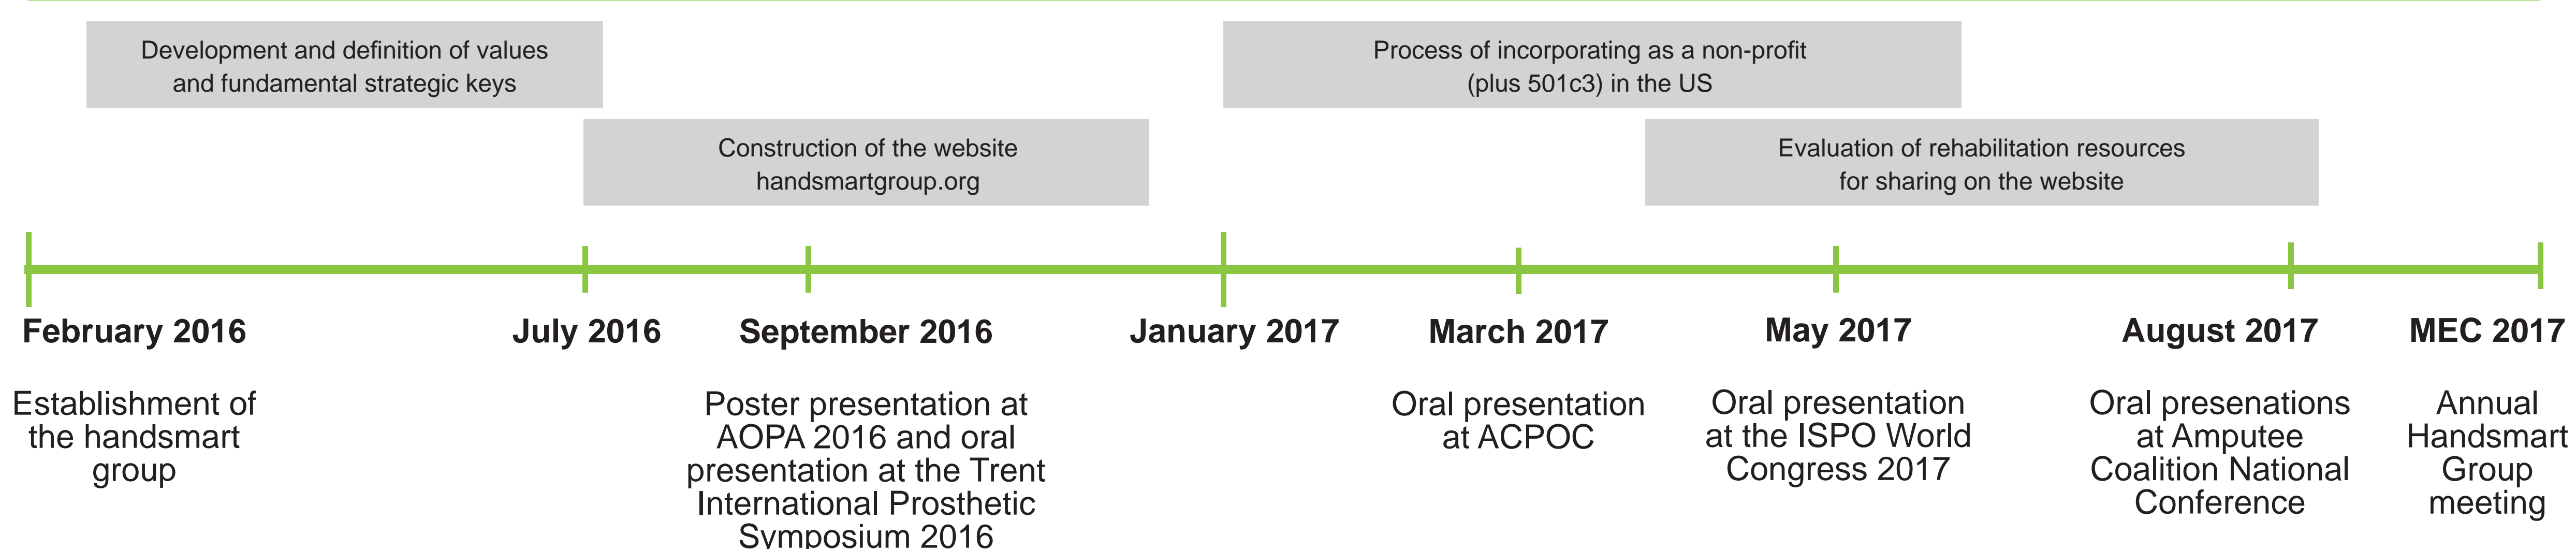 Development and definition of values
and fundamental strategic keys
Process of incorporating as a non-profit
(plus 501c3) in the US
Construction of the website
handsmartgroup.org
Evaluation of rehabilitation resources
for sharing on the website
February 2016
July 2016
September 2016
January 2017
March 2017
May 2017
August 2017
MEC 2017
Establishment of
the handsmart
group
Poster presentation at
AOPA 2016 and oral
presentation at the Trent
International Prosthetic
Symposium 2016
Oral presentation
at ACPOC
Oral presentation
at the ISPO World
Congress 2017
Oral presenations
at Amputee
Coalition National
Conference
Annual
Handsmart
Group
meeting